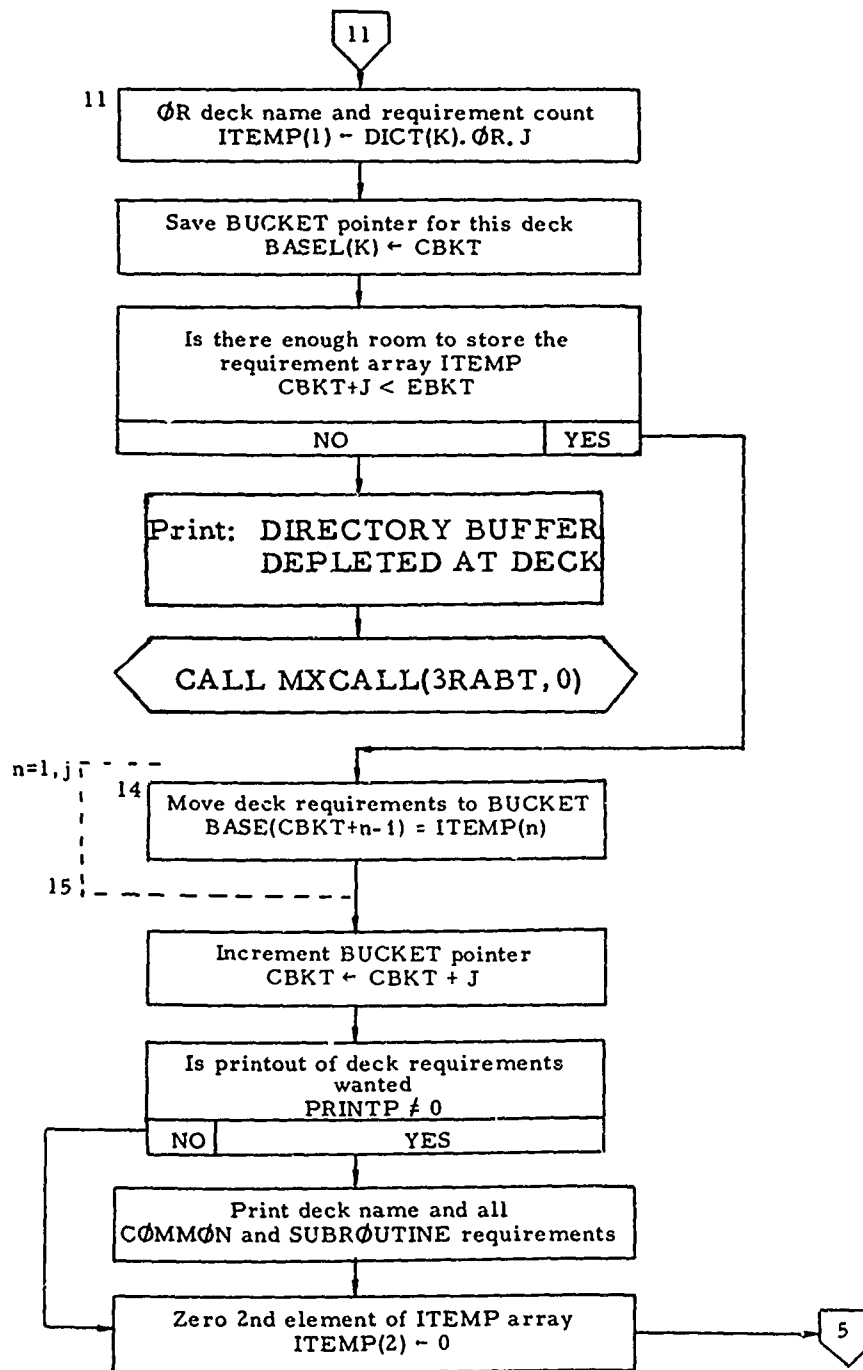 11
11
ØR deck name and requirement count
ITEMP(1) - DICT(K). ØR. J
Save BUCKET pointer for this deck
BASEL(K) ← CBKT
Is there enough room to store the
requirement array ITEMP
CBKT+J < EBKT
NO YES
Print: DIRECTORY BUFFER
DEPLETED AT DECK
CALL MXCALL(3RABT, 0)
n=1, j
14
Move deck requirements to BUCKET
BASE(CBKT+n-1) = ITEMP(n)
15
Increment BUCKET pointer
CBKT ← CBKT + J
Is printout of deck requirements
wanted
PRINTP ≠ 0
NO YES
Print deck name and all
CØMMØN and SUBRØUTINE requirements
Zero 2nd element of ITEMP array
ITEMP(2) - 0
5